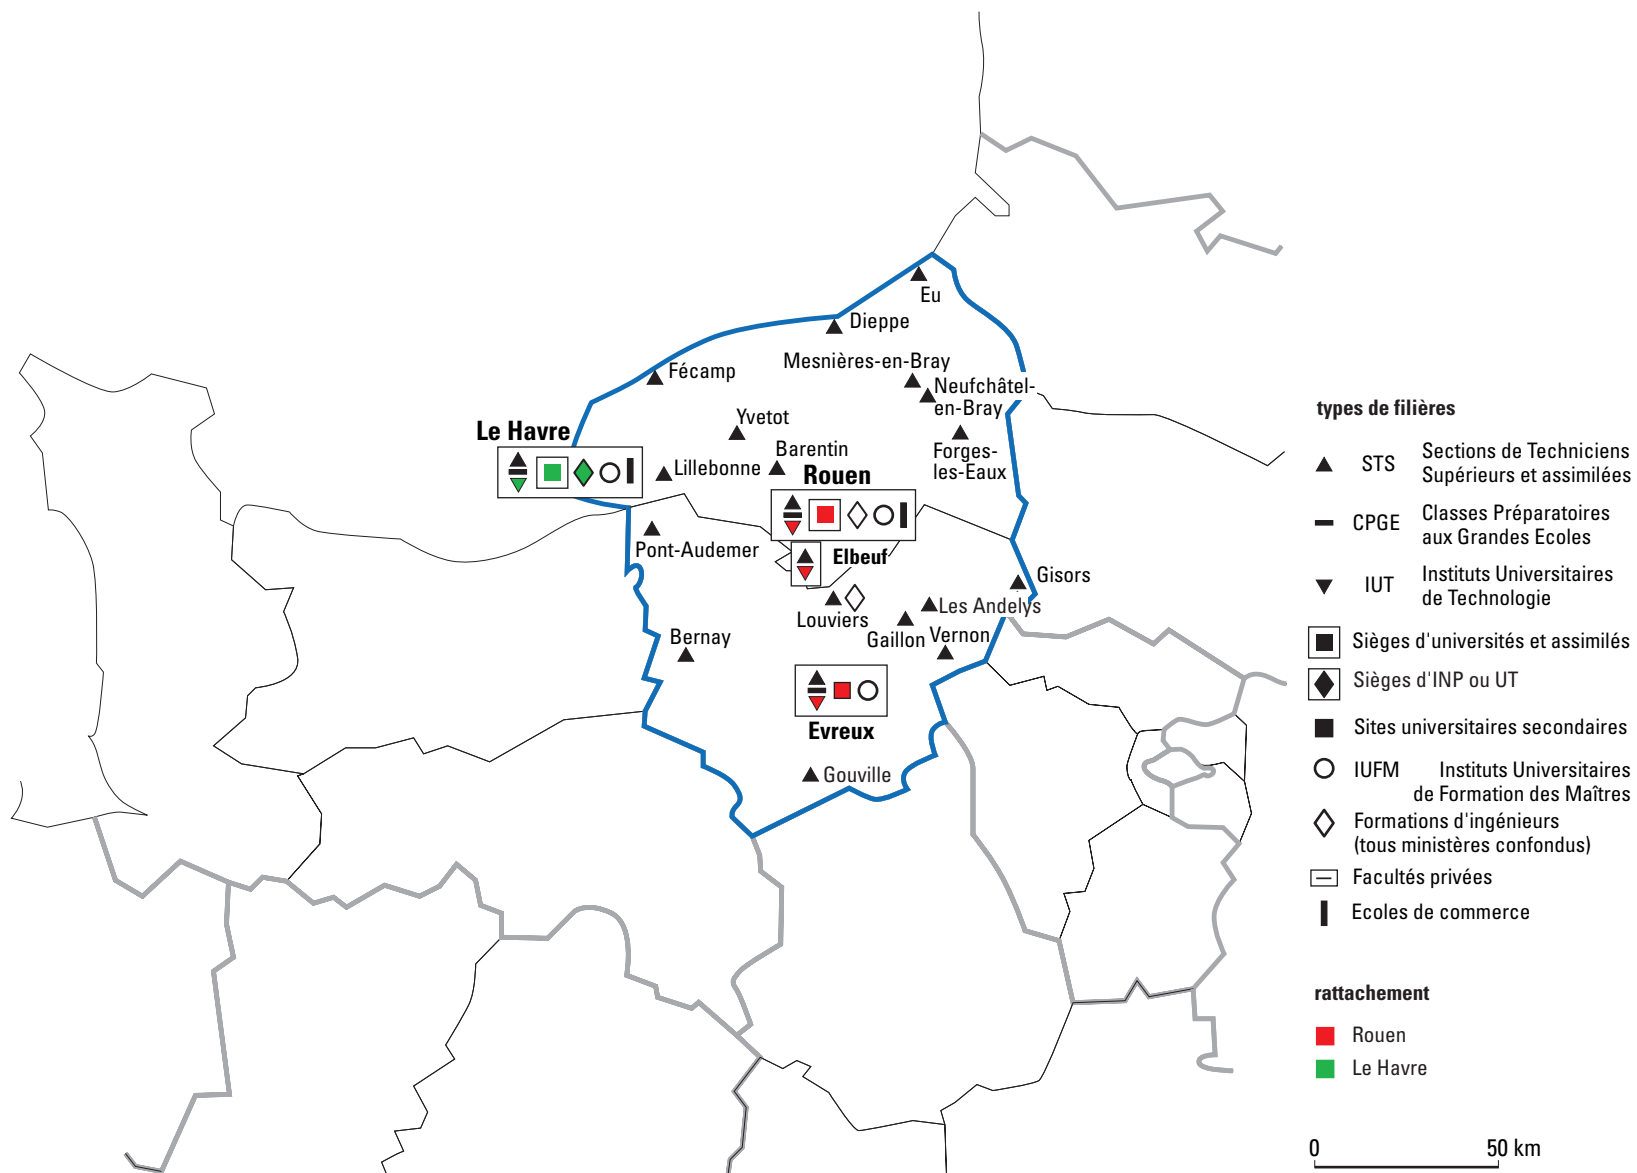 Eu
Dieppe
Mesnières-en-Bray
Fécamp
Neufchâtel-
en-Bray
Yvetot
Le Havre
Barentin
Forges-
les-Eaux
Lillebonne
Rouen
Pont-Audemer
Elbeuf
Gisors
Les Andelys
Louviers
Gaillon
Vernon
Bernay
Evreux
Gouville
types de filières
STS
Sections de Techniciens
Supérieurs et assimilées
CPGE
Classes Préparatoires
aux Grandes Ecoles
IUT
Instituts Universitaires
de Technologie
Sièges d'universités et assimilés
Sièges d'INP ou UT
Sites universitaires secondaires
IUFM
Instituts Universitaires
de Formation des Maîtres
Formations d'ingénieurs
(tous ministères confondus)
Facultés privées
Ecoles de commerce
rattachement
Rouen
Le Havre
0
50 km